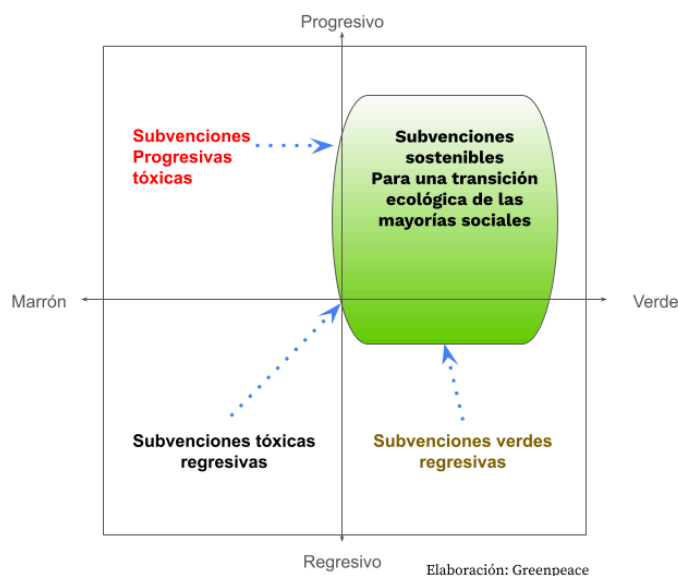 Progresivo
Subvenciones
Progresivas
tóxicas
Subvenciones
sostenibles
Para una transición
ecológica de las
mayorías sociales
Marrón
Verde
Subvenciones tóxicas
regresivas
Subvenciones verdes
regresivas
Regresivo
Elaboración: Greenpeace